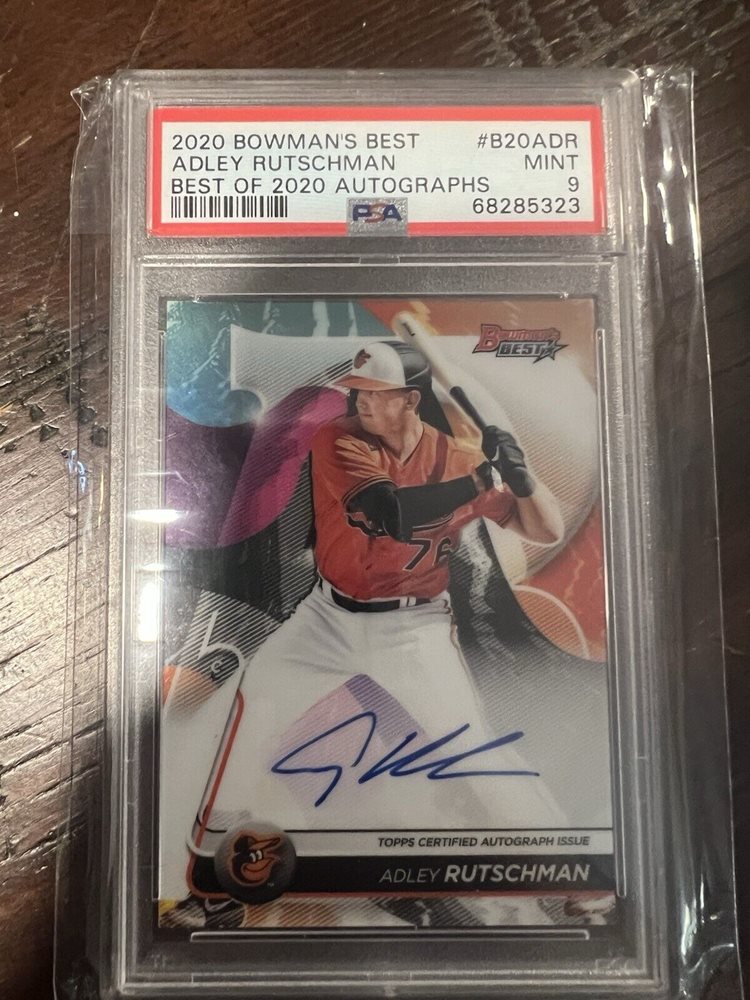 2020 BOWMAN'S BEST #B20ADR
ADLEY RUTSCHMAN MINT
BEST OF 2020 AUTOGRAPHS 9
PSA 68285323
Bowman's
BEST
76
TOPPS CERTIFIED AUTOGRAPH ISSUE
ADLEY RUTSCHMAN